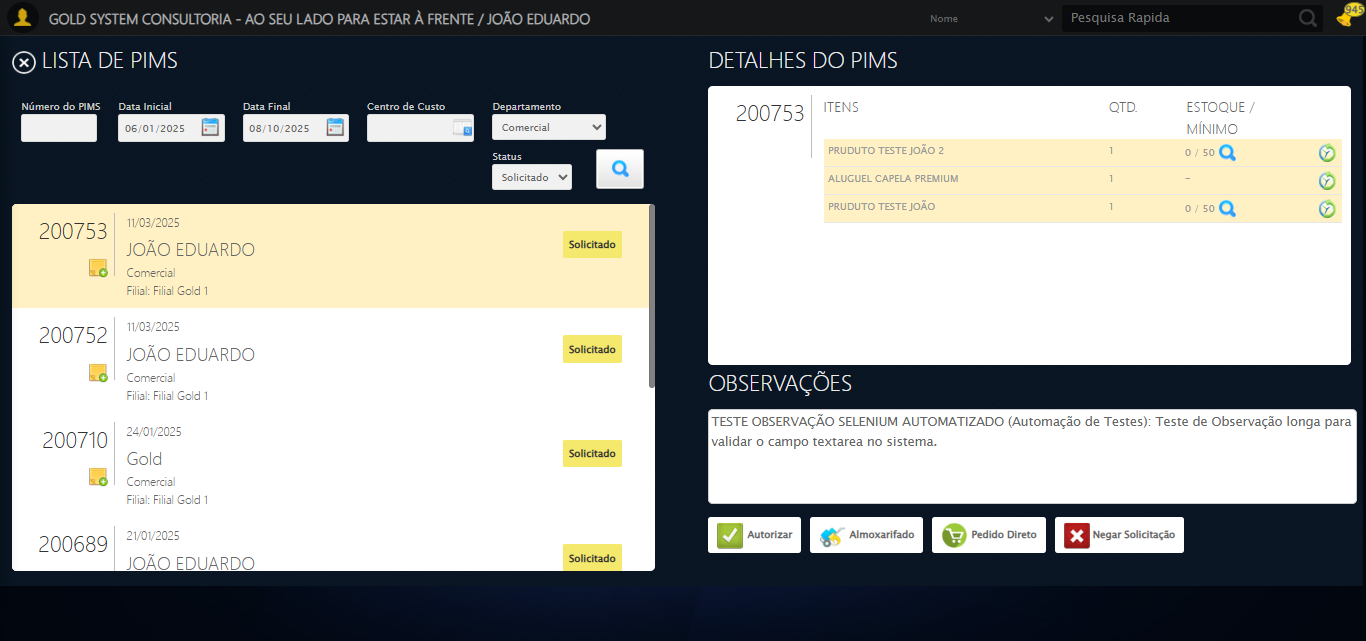 GOLD SYSTEM CONSULTORIA - AO SEU LADO PARA ESTAR À FRENTE / JOÃO EDUARDO
Nome
Pesquisa Rapida
945
LISTA DE PIMS
Número do PIMS
Data Inicial
Data Final
Centro de Custo
Departamento
06/01/2025
08/10/2025
Comercial
Status
Solicitado
200753
11/03/2025
JOÃO EDUARDO
Comercial
Filial: Filial Gold 1
Solicitado
200752
11/03/2025
JOÃO EDUARDO
Comercial
Filial: Filial Gold 1
Solicitado
200710
24/01/2025
Gold
Comercial
Filial: Filial Gold 1
Solicitado
200689
21/01/2025
JOÃO EDUARDO
Solicitado
DETALHES DO PIMS
200753
ITENS QTD. ESTOQUE /
MÍNIMO
PRUDUTO TESTE JOÃO 2 1 0 / 50
ALUGUEL CAPELA PREMIUM 1 -
PRUDUTO TESTE JOÃO 1 0 / 50
OBSERVAÇÕES
TESTE OBSERVAÇÃO SELENIUM AUTOMATIZADO (Automação de Testes): Teste de Observação longa para
validar o campo textarea no sistema.
Autorizar
Almoxarifado
Pedido Direto
Negar Solicitação